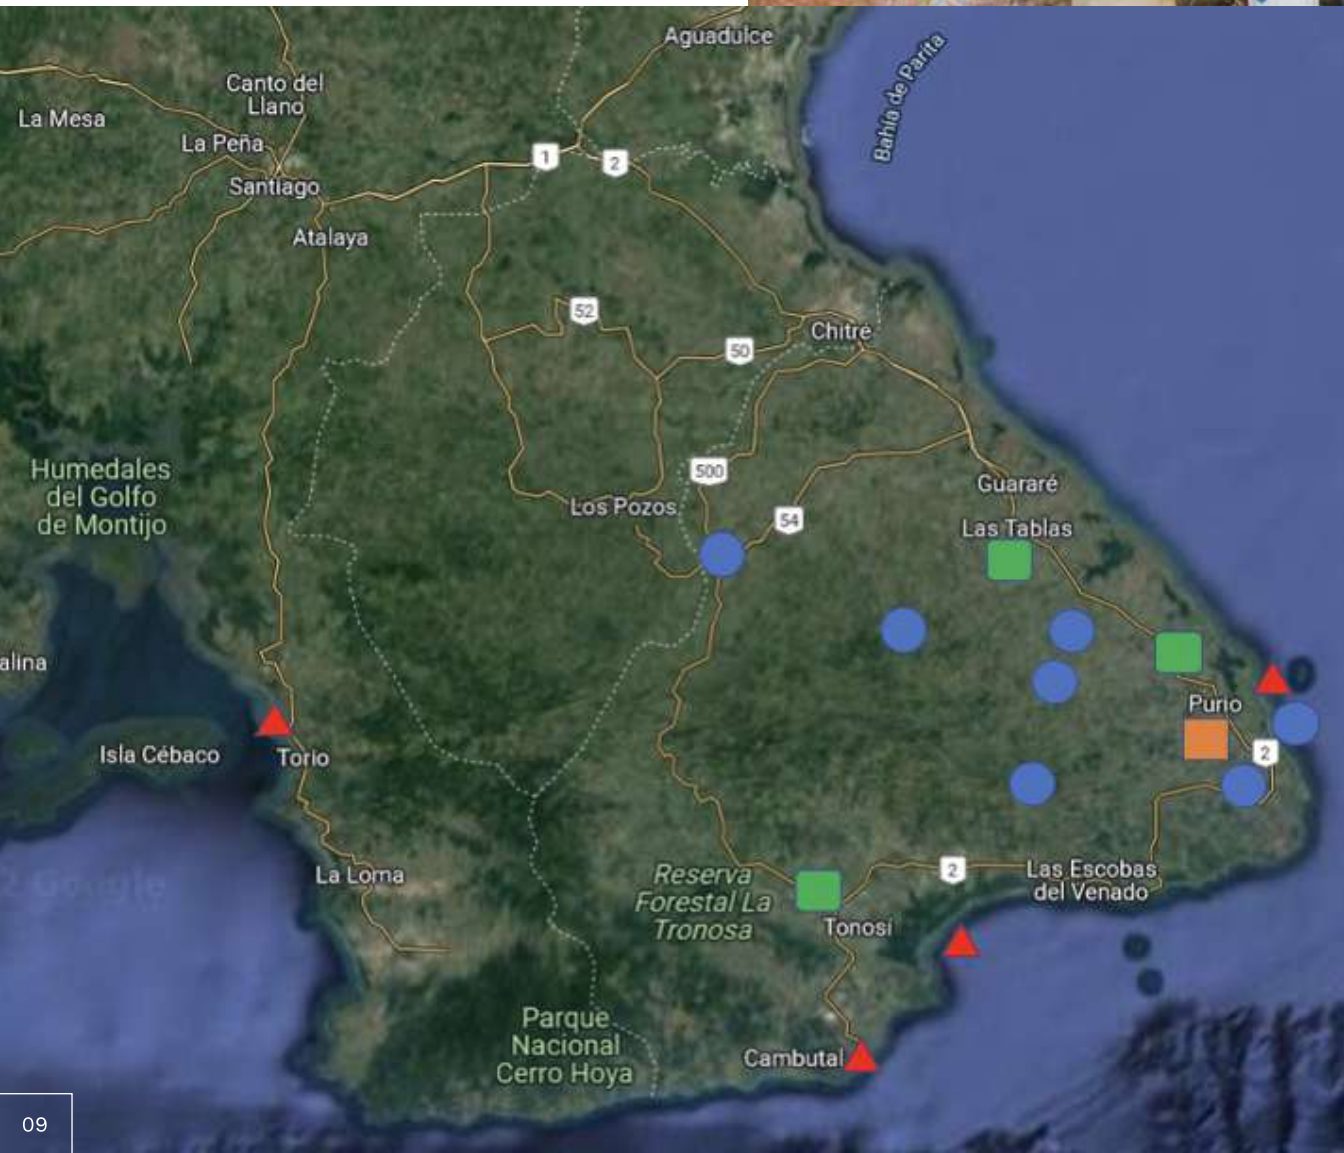 Aguadulce
Bahía de Parita
Canto del
Llano
La Mesa
La Peña
1
2
Santiago
Atalaya
52
Chitré
50
Humedales
del Golfo
de Montijo
500
Guararé
Los Pozos
54
Las Tablas
alina
Purio
Isla Cébaco
Torio
2
La Loma
Reserva
Forestal La
Tronosa
2
Las Escobas
del Venado
Tonosí
Parque
Nacional
Cerro Hoya
Cambutal
Google
09